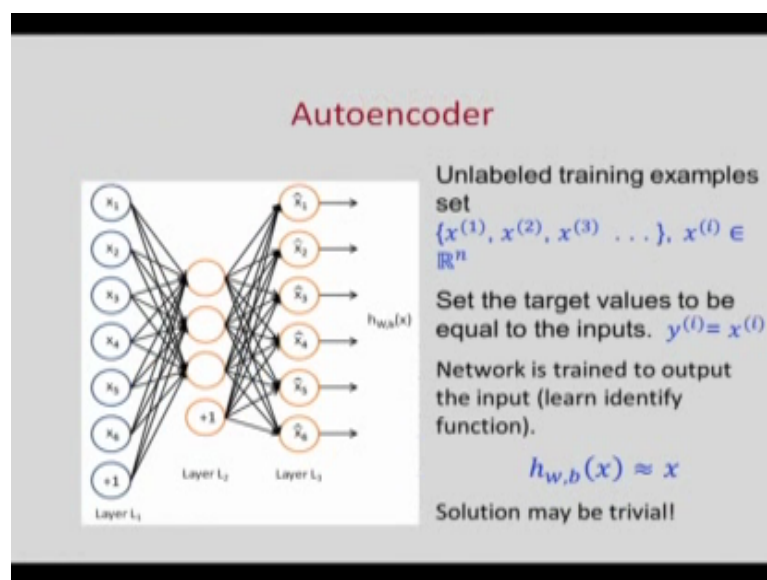 Autoencoder
x₁
x₂
x₃
x₄
x₅
x₆
+1
Layer L₁
+1
Layer L₂
x̂₁
x̂₂
x̂₃
x̂₄
x̂₅
x̂₆
Layer L₃
h_{W,b}(x)
Unlabeled training examples
set
{x⁽¹⁾, x⁽²⁾, x⁽³⁾ . . . }, x⁽ⁱ⁾ ∈
ℝⁿ
Set the target values to be
equal to the inputs. y⁽ⁱ⁾= x⁽ⁱ⁾
Network is trained to output
the input (learn identify
function).
h_{w,b}(x) ≈ x
Solution may be trivial!